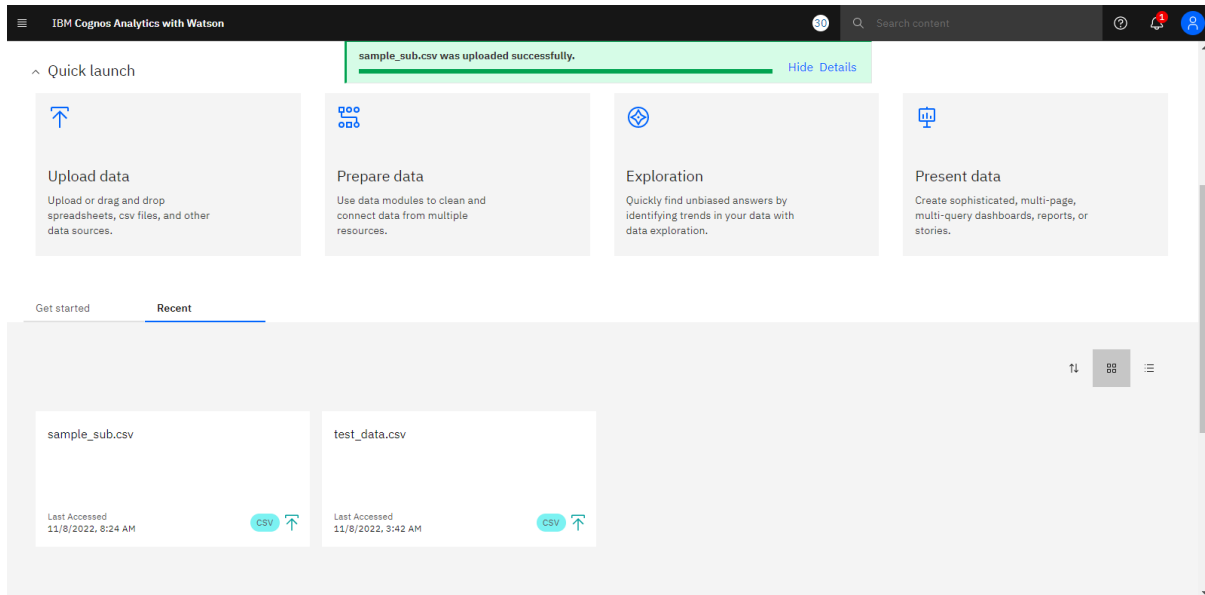 IBM Cognos Analytics with Watson
30
Search content
1
sample_sub.csv was uploaded successfully.
Hide Details
Quick launch
Upload data
Upload or drag and drop
spreadsheets, csv files, and other
data sources.
Prepare data
Use data modules to clean and
connect data from multiple
resources.
Exploration
Quickly find unbiased answers by
identifying trends in your data with
data exploration.
Present data
Create sophisticated, multi-page,
multi-query dashboards, reports, or
stories.
Get started
Recent
sample_sub.csv
Last Accessed
11/8/2022, 8:24 AM
CSV
test_data.csv
Last Accessed
11/8/2022, 3:42 AM
CSV